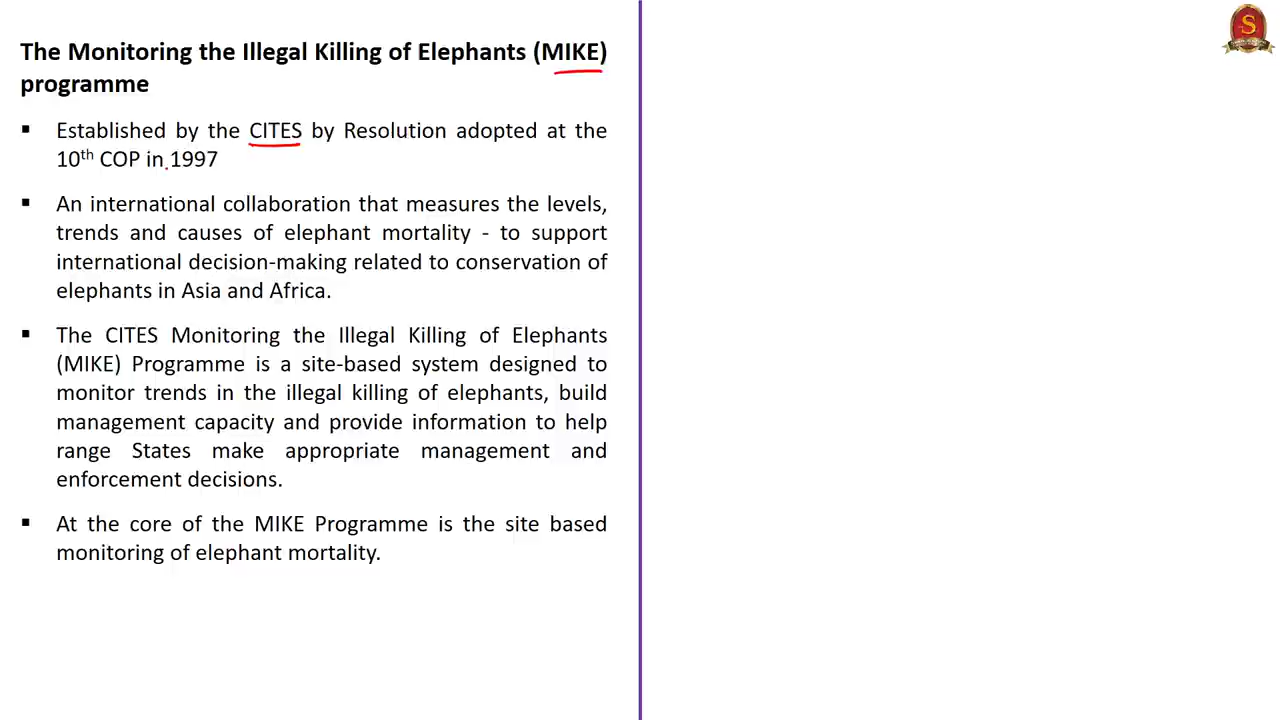 The Monitoring the Illegal Killing of Elephants (MIKE)
programme
▪ Established by the CITES by Resolution adopted at the
10th COP in 1997
▪ An international collaboration that measures the levels,
trends and causes of elephant mortality - to support
international decision-making related to conservation of
elephants in Asia and Africa.
▪ The CITES Monitoring the Illegal Killing of Elephants
(MIKE) Programme is a site-based system designed to
monitor trends in the illegal killing of elephants, build
management capacity and provide information to help
range States make appropriate management and
enforcement decisions.
▪ At the core of the MIKE Programme is the site based
monitoring of elephant mortality.
S